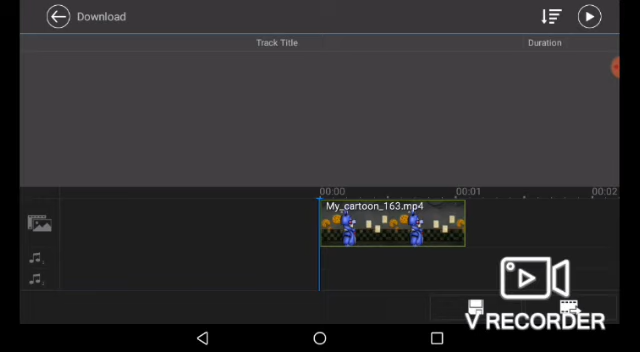 Download
Track Title
Duration
00:00
00:01
00:02
My_cartoon_163.mp4
V RECORDER